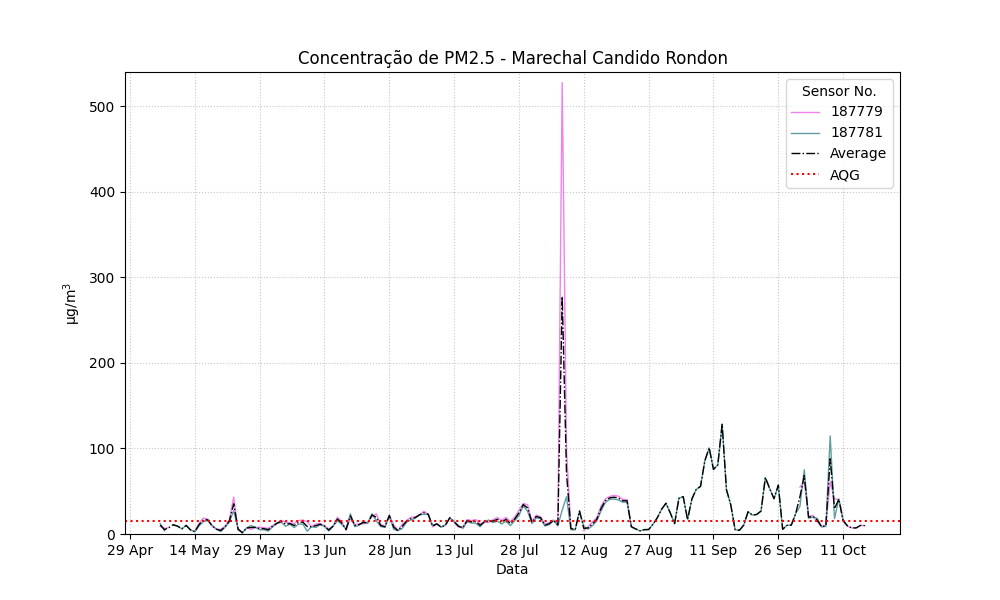 Concentração de PM2.5 - Marechal Candido Rondon
Sensor No.
187779
187781
Average
AQG
500
400
300
200
100
0
µg/m³
29 Apr 14 May 29 May 13 Jun 28 Jun 13 Jul 28 Jul 12 Aug 27 Aug 11 Sep 26 Sep 11 Oct
Data